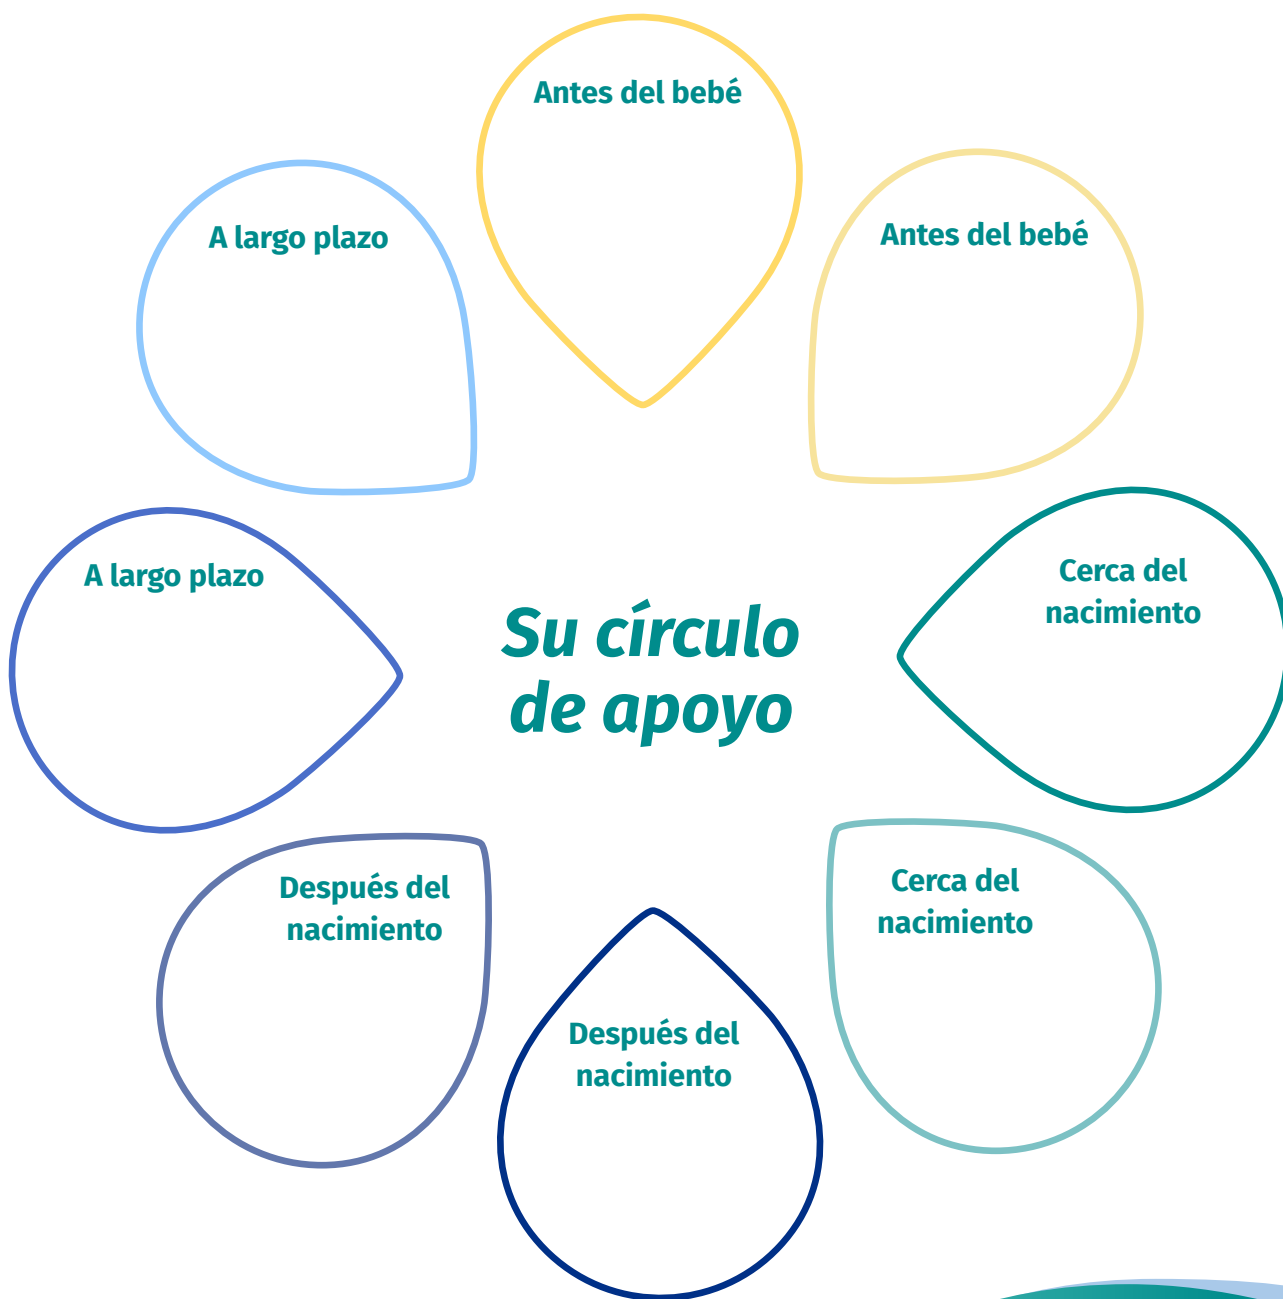 Antes del bebé
Antes del bebé
A largo plazo
Cerca del
nacimiento
A largo plazo
Su círculo
de apoyo
Cerca del
nacimiento
Después del
nacimiento
Después del
nacimiento